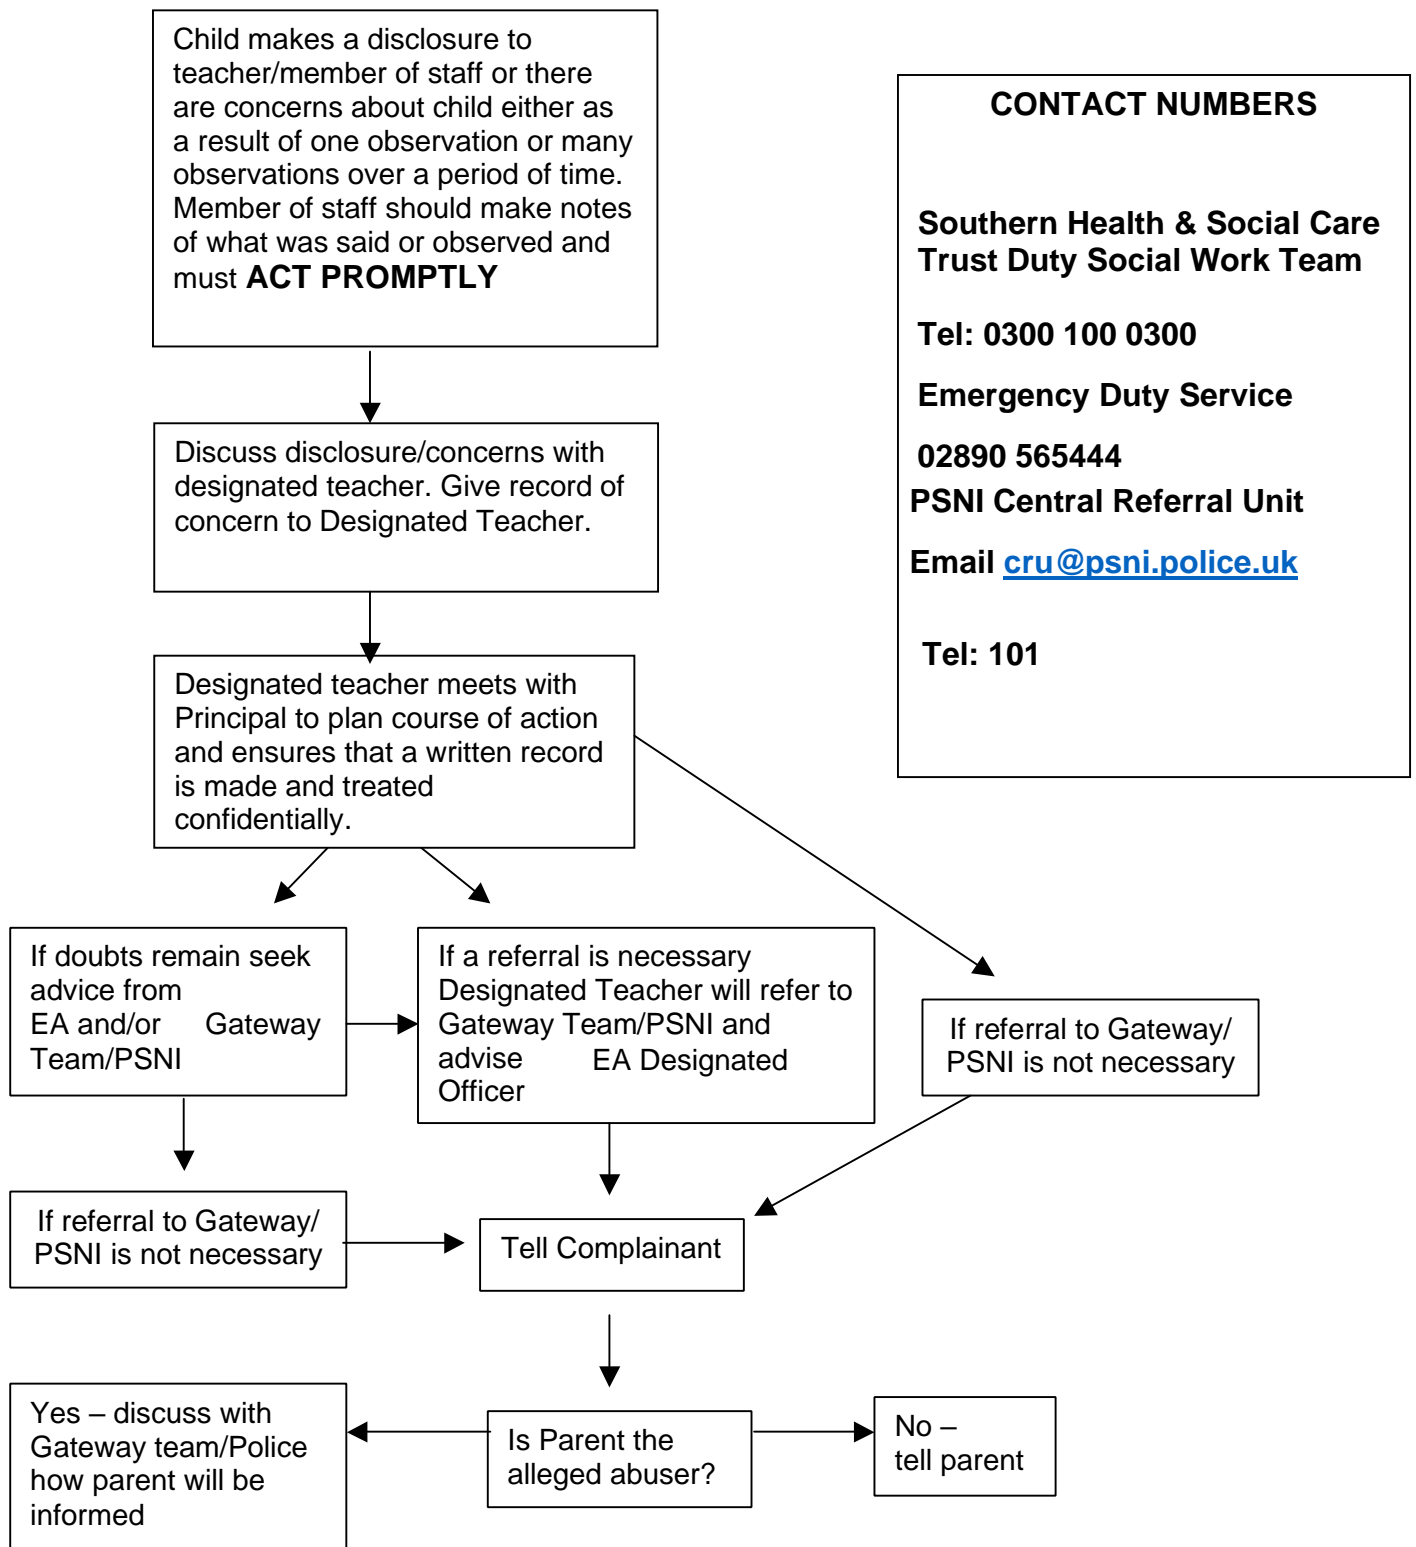 Child makes a disclosure to
teacher/member of staff or there
are concerns about child either as
a result of one observation or many
observations over a period of time.
Member of staff should make notes
of what was said or observed and
must ACT PROMPTLY
CONTACT NUMBERS
Southern Health & Social Care
Trust Duty Social Work Team
Tel: 0300 100 0300
Emergency Duty Service
02890 565444
PSNI Central Referral Unit
Email cru@psni.police.uk
Tel: 101
Discuss disclosure/concerns with
designated teacher. Give record of
concern to Designated Teacher.
Designated teacher meets with
Principal to plan course of action
and ensures that a written record
is made and treated
confidentially.
If doubts remain seek
advice from
EA and/or Gateway
Team/PSNI
If a referral is necessary
Designated Teacher will refer to
Gateway Team/PSNI and
advise EA Designated
Officer
If referral to Gateway/
PSNI is not necessary
If referral to Gateway/
PSNI is not necessary
Tell Complainant
Yes – discuss with
Gateway team/Police
how parent will be
informed
Is Parent the
alleged abuser?
No –
tell parent